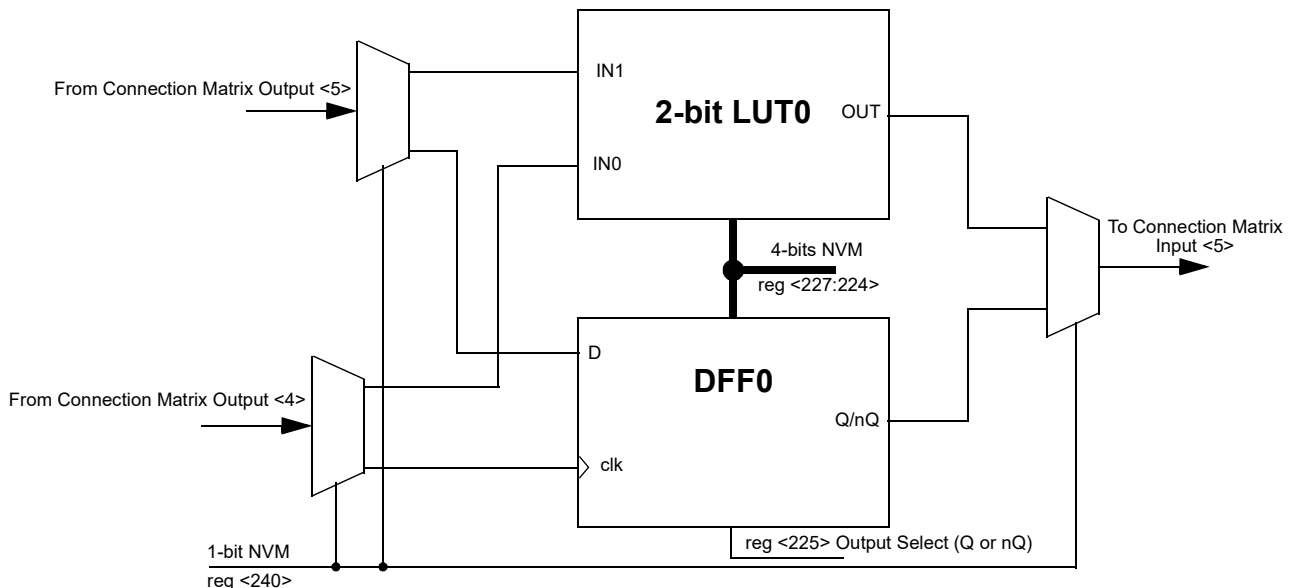 From Connection Matrix Output <5>
IN1
2-bit LUT0
OUT
IN0
To Connection Matrix
Input <5>
4-bits NVM
reg <227:224>
D
DFF0
From Connection Matrix Output <4>
Q/nQ
clk
reg <225> Output Select (Q or nQ)
1-bit NVM
reg <240>